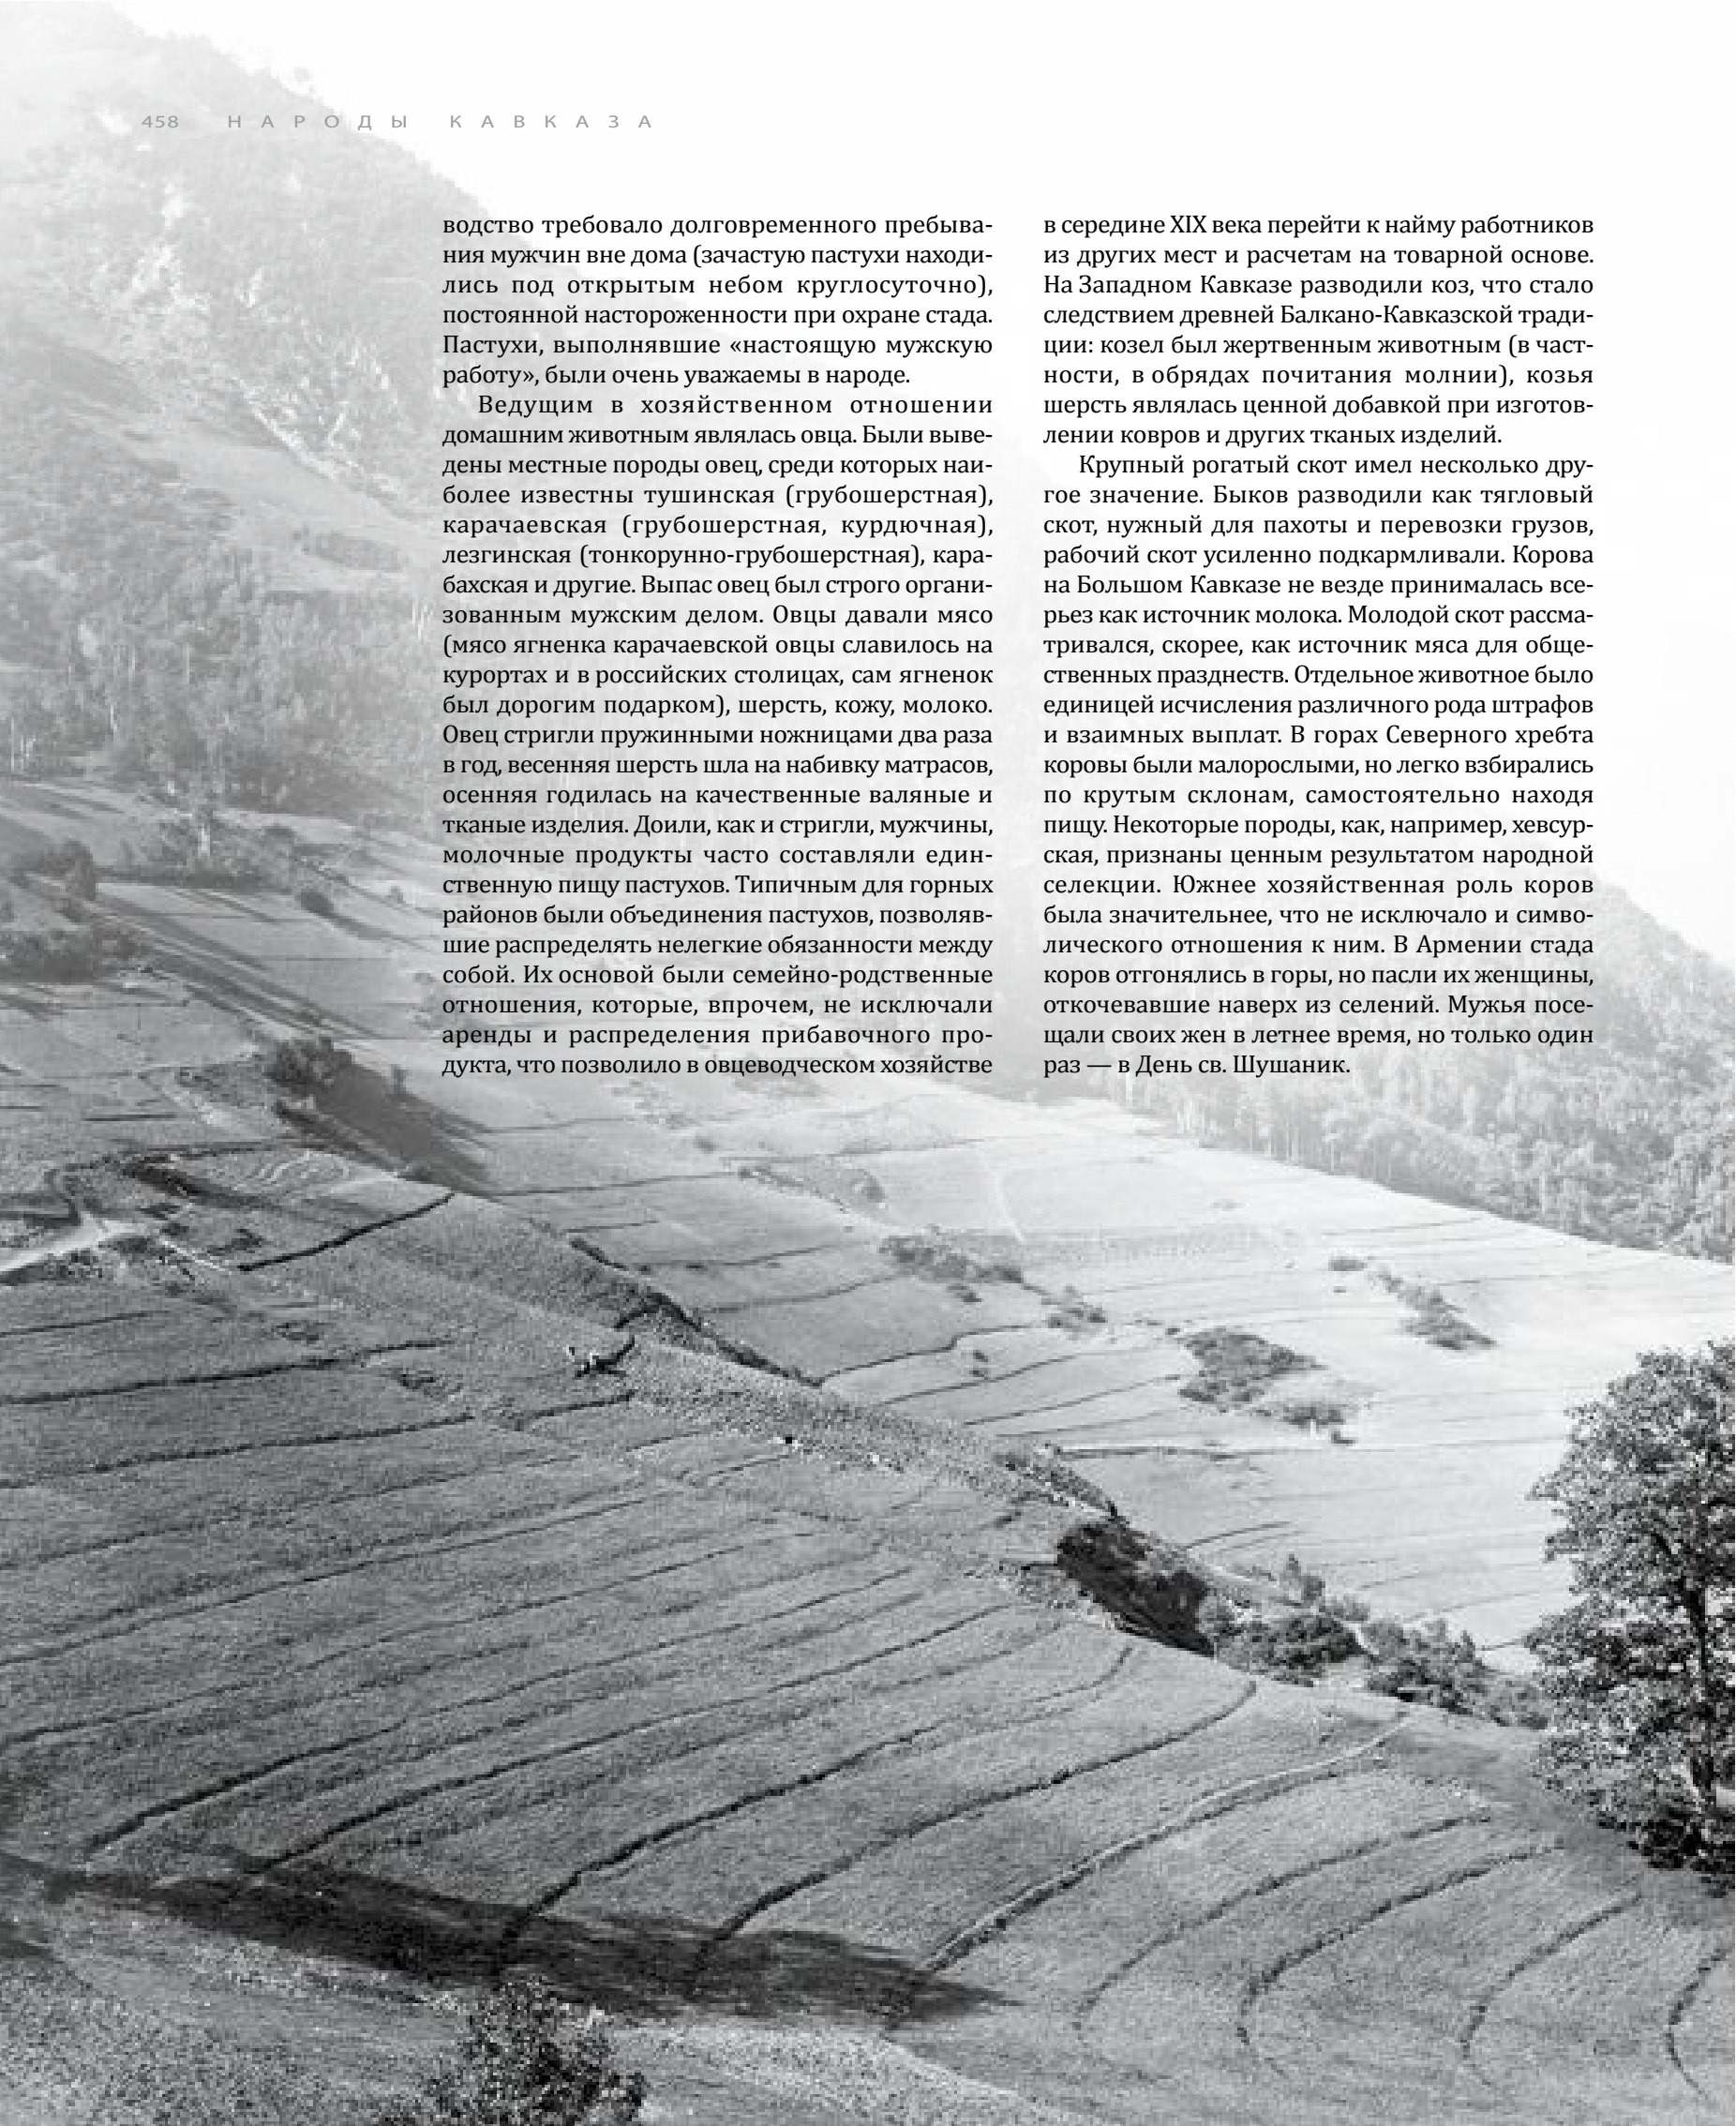 458 НАРОДЫ КАВКАЗА
водство требовало долговременного пребыва-
ния мужчин вне дома (зачастую пастухи находи-
лись под открытым небом круглосуточно),
постоянной настороженности при охране стада.
Пастухи, выполнявшие «настоящую мужскую
работу», были очень уважаемы в народе.
Ведущим в хозяйственном отношении
домашним животным являлась овца. Были выве-
дены местные породы овец, среди которых наи-
более известны тушинская (грубошерстная),
карачаевская (грубошерстная, курдючная),
лезгинская (тонкорунно-грубошерстная), кара-
бахская и другие. Выпас овец был строго органи-
зованным мужским делом. Овцы давали мясо
(мясо ягненка карачаевской овцы славилось на
курортах и в российских столицах, сам ягненок
был дорогим подарком), шерсть, кожу, молоко.
Овец стригли пружинными ножницами два раза
в год, весенняя шерсть шла на набивку матрасов,
осенняя годилась на качественные валяные и
тканые изделия. Доили, как и стригли, мужчины,
молочные продукты часто составляли един-
ственную пищу пастухов. Типичным для горных
районов были объединения пастухов, позволяв-
шие распределять нелегкие обязанности между
собой. Их основой были семейно-родственные
отношения, которые, впрочем, не исключали
аренды и распределения прибавочного про-
дукта, что позволило в овцеводческом хозяйстве
в середине XIX века перейти к найму работников
из других мест и расчетам на товарной основе.
На Западном Кавказе разводили коз, что стало
следствием древней Балкано-Кавказской тради-
ции: козел был жертвенным животным (в част-
ности, в обрядах почитания молнии), козья
шерсть являлась ценной добавкой при изготов-
лении ковров и других тканых изделий.
Крупный рогатый скот имел несколько дру-
гое значение. Быков разводили как тягловый
скот, нужный для пахоты и перевозки грузов,
рабочий скот усиленно подкармливали. Корова
на Большом Кавказе не везде принималась все-
рьез как источник молока. Молодой скот рассма-
тривался, скорее, как источник мяса для обще-
ственных празднеств. Отдельное животное было
единицей исчисления различного рода штрафов
и взаимных выплат. В горах Северного хребта
коровы были малорослыми, но легко взбирались
по крутым склонам, самостоятельно находя
пищу. Некоторые породы, как, например, хевсур-
ская, признаны ценным результатом народной
селекции. Южнее хозяйственная роль коров
была значительнее, что не исключало и симво-
лического отношения к ним. В Армении стада
коров отгонялись в горы, но пасли их женщины,
откочевавшие наверх из селений. Мужья посе-
щали своих жен в летнее время, но только один
раз — в День св. Шушаник.